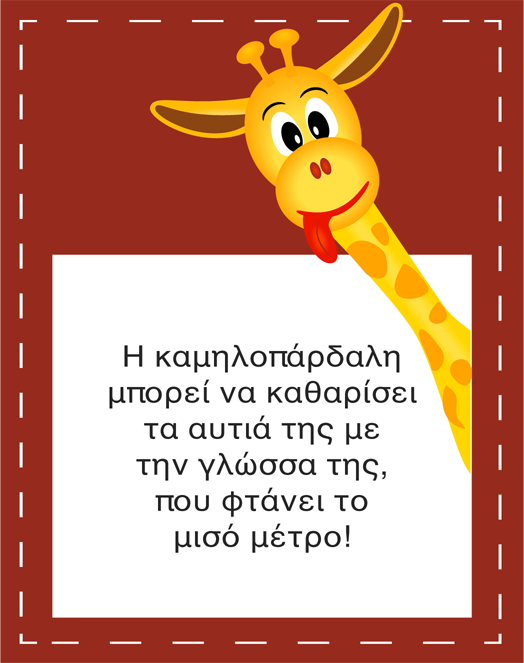 Η καμηλοπάρδαλη
μπορεί να καθαρίσει
τα αυτιά της με
την γλώσσα της,
που φτάνει το
μισό μέτρο!